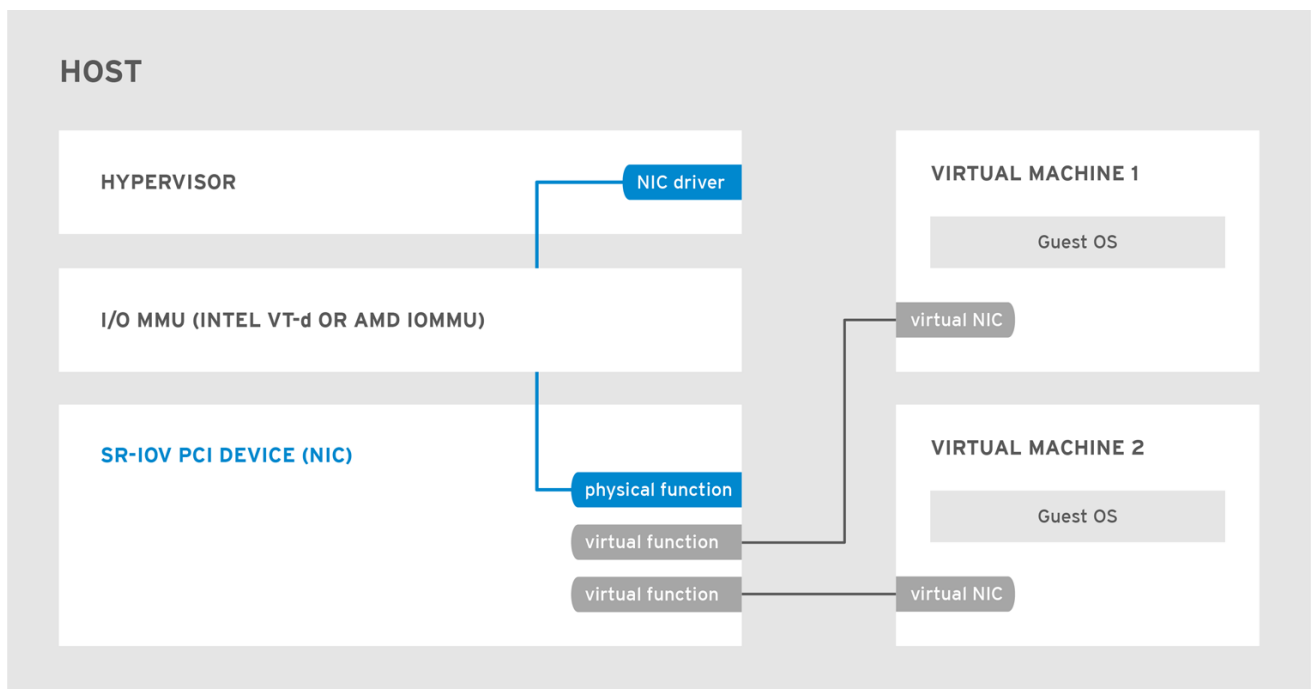 HOST
HYPERVISOR
NIC driver
I/O MMU (INTEL VT-d OR AMD IOMMU)
SR-IOV PCI DEVICE (NIC)
physical function
virtual function
virtual function
VIRTUAL MACHINE 1
Guest OS
virtual NIC
VIRTUAL MACHINE 2
Guest OS
virtual NIC